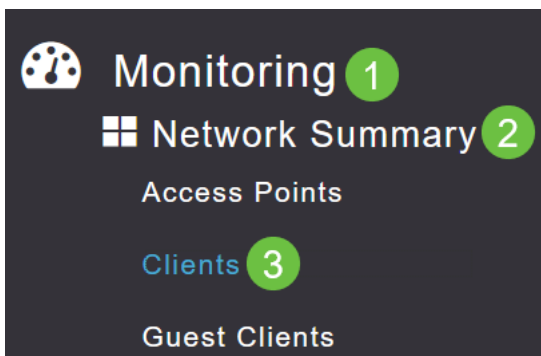 Monitoring 1
Network Summary 2
Access Points
Clients 3
Guest Clients